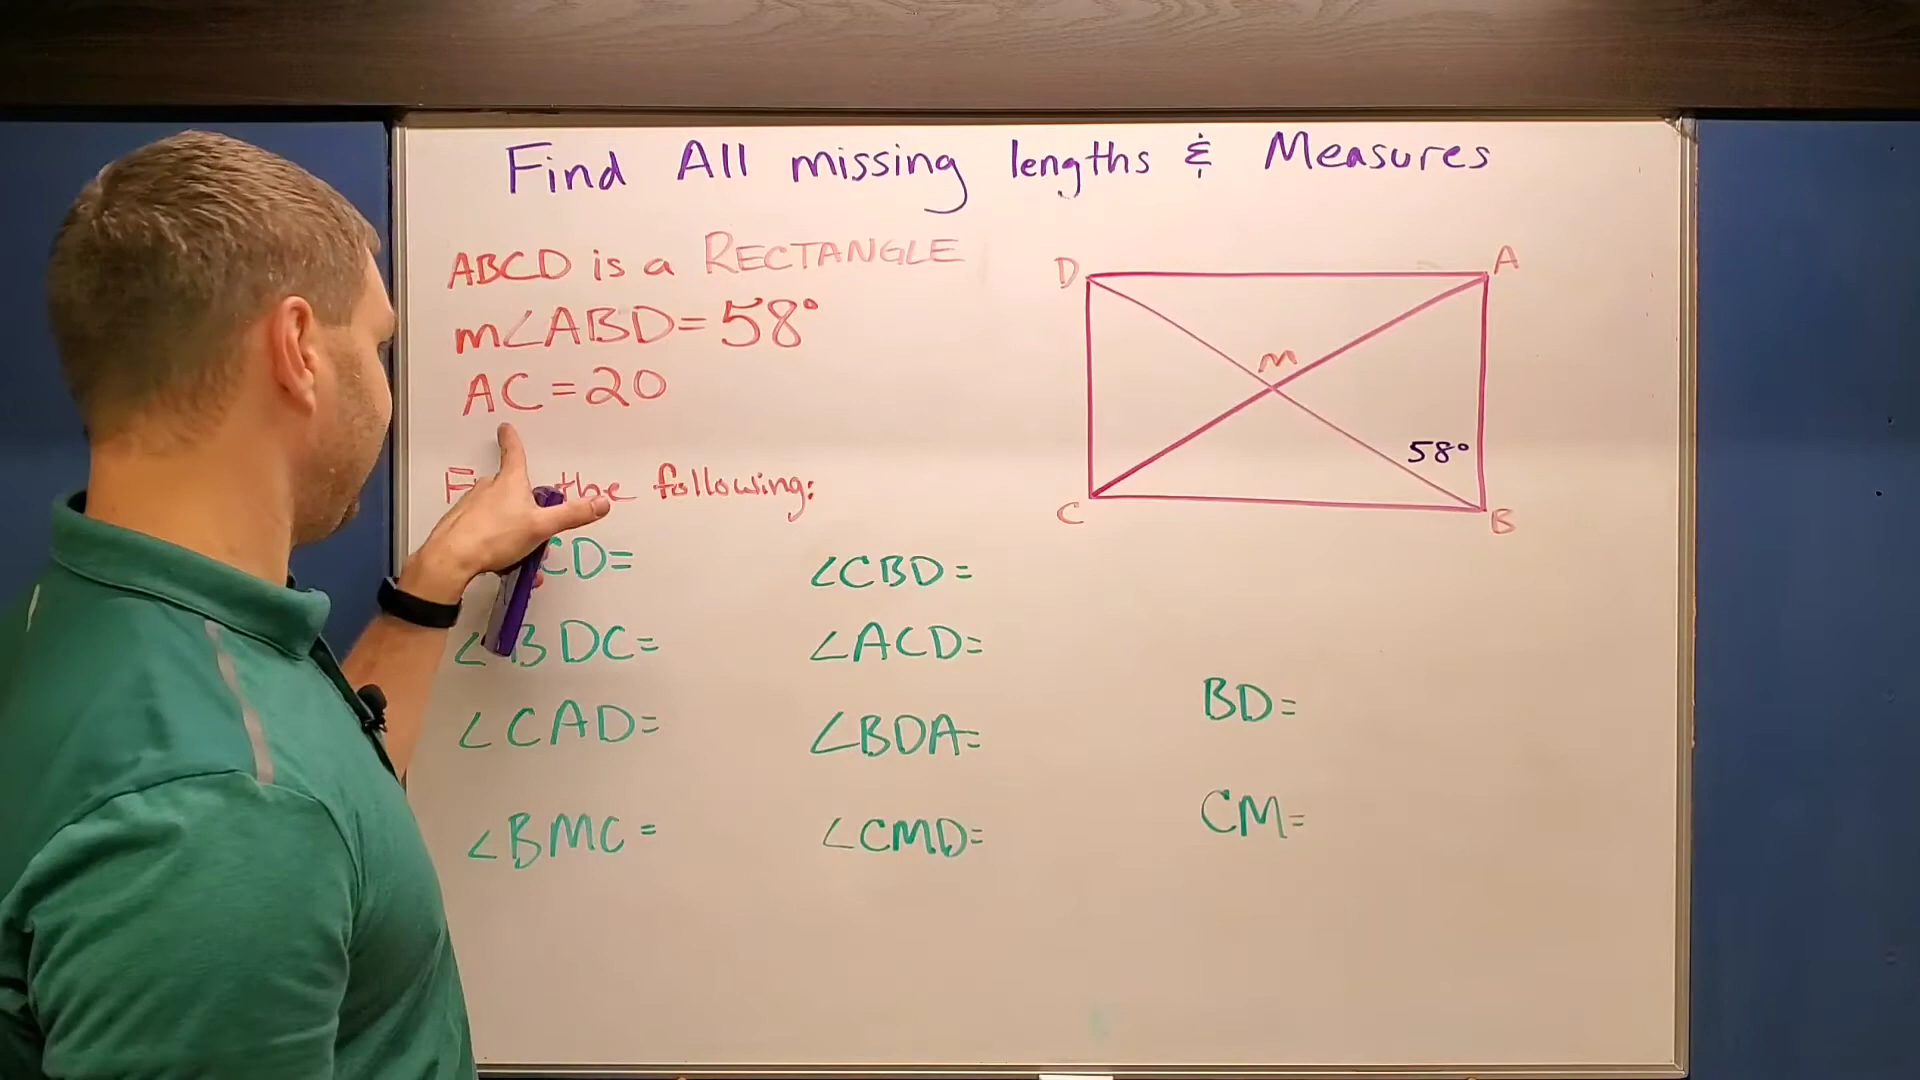 Find All missing lengths & Measures
ABCD is a RECTANGLE
m∠ABD=58°
AC=20
the following:
CD=
∠BDC=
∠CAD=
∠BMC=
∠CBD=
∠ACD=
∠BDA=
∠CMD=
BD=
CM=
D
A
M
58°
C
B